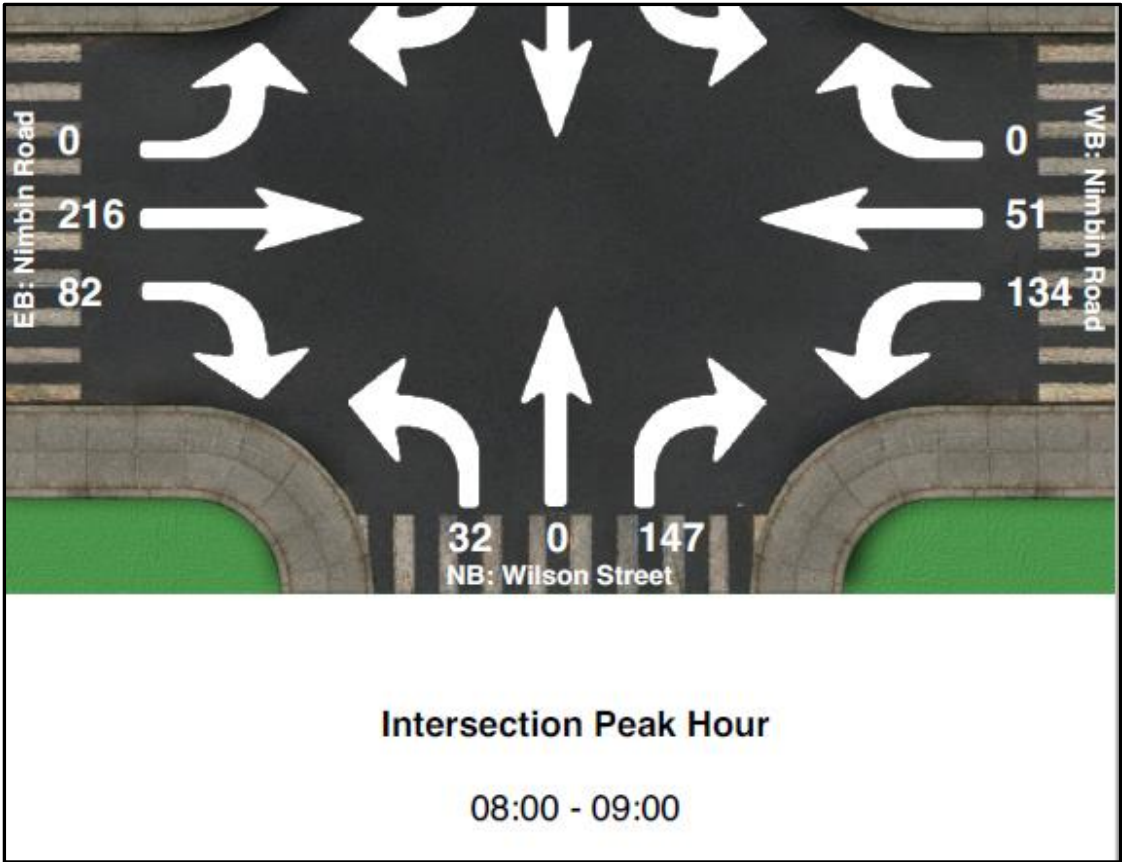 EB: Nimbin Road
0
216
82
WB: Nimbin Road
0
51
134
32 0 147
NB: Wilson Street
Intersection Peak Hour
08:00 - 09:00